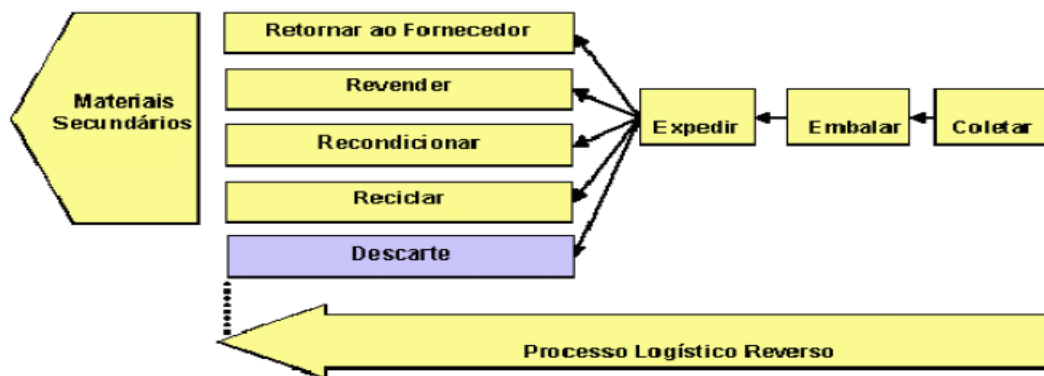 Retornar ao Fornecedor
Revender
Materiais
Secundários
Expedir
Embalar
Coletar
Recondicionar
Reciclar
Descarte
Processo Logístico Reverso